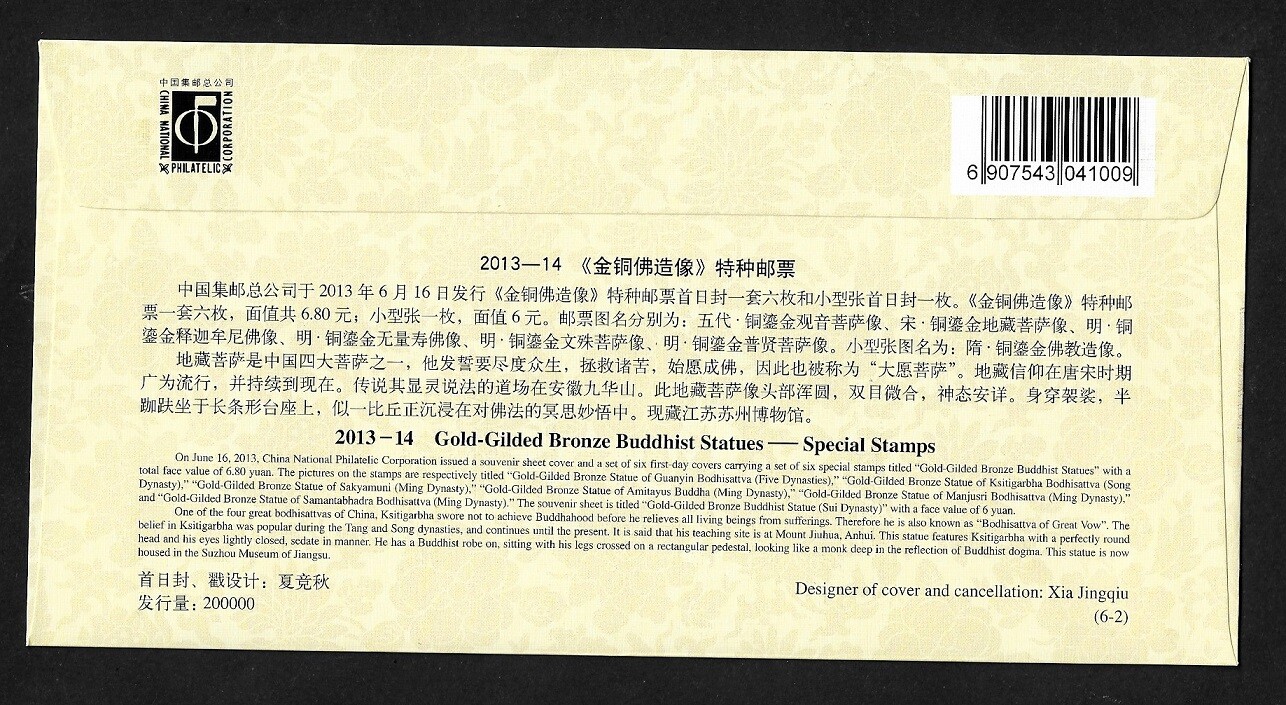 中国集邮总公司
CHINA NATIONAL
PHILATELIC
CORPORATION
6 907543 041009
2013—14 《金铜佛造像》特种邮票
中国集邮总公司于 2013 年 6 月 16 日发行《金铜佛造像》特种邮票首日封一套六枚和小型张首日封一枚。《金铜佛造像》特种邮
票一套六枚，面值共 6.80 元；小型张一枚，面值 6 元。邮票图名分别为：五代·铜鎏金观音菩萨像、宋·铜鎏金地藏菩萨像、明·铜
鎏金释迦牟尼佛像、明·铜鎏金无量寿佛像、明·铜鎏金文殊菩萨像、明·铜鎏金普贤菩萨像。小型张图名为：隋·铜鎏金佛教造像。
地藏菩萨是中国四大菩萨之一，他发誓要尽度众生，拯救诸苦，始愿成佛，因此也被称为“大愿菩萨”。地藏信仰在唐宋时期
广为流行，并持续到现在。传说其显灵说法的道场在安徽九华山。此地藏菩萨像头部浑圆，双目微合，神态安详。身穿袈裟，半
跏趺坐于长条形台座上，似一比丘正沉浸在对佛法的冥思妙悟中。现藏江苏苏州博物馆。
2013－14 Gold-Gilded Bronze Buddhist Statues —— Special Stamps
On June 16, 2013, China National Philatelic Corporation issued a souvenir sheet cover and a set of six first-day covers carrying a set of six special stamps titled “Gold-Gilded Bronze Buddhist Statues” with a
total face value of 6.80 yuan. The pictures on the stamps are respectively titled “Gold-Gilded Bronze Statue of Guanyin Bodhisattva (Five Dynasties),” “Gold-Gilded Bronze Statue of Ksitigarbha Bodhisattva (Song
Dynasty),” “Gold-Gilded Bronze Statue of Sakyamuni (Ming Dynasty),” “Gold-Gilded Bronze Statue of Amitayus Buddha (Ming Dynasty),” “Gold-Gilded Bronze Statue of Manjusri Bodhisattva (Ming Dynasty),”
and “Gold-Gilded Bronze Statue of Samantabhadra Bodhisattva (Ming Dynasty).” The souvenir sheet is titled “Gold-Gilded Bronze Buddhist Statue (Sui Dynasty)” with a face value of 6 yuan.
One of the four great bodhisattvas of China, Ksitigarbha swore not to achieve Buddhahood before he relieves all living beings from sufferings. Therefore he is also known as “Bodhisattva of Great Vow”. The
belief in Ksitigarbha was popular during the Tang and Song dynasties, and continues until the present. It is said that his teaching site is at Mount Jiuhua, Anhui. This statue features Ksitigarbha with a perfectly round
head and his eyes lightly closed, sedate in manner. He has a Buddhist robe on, sitting with his legs crossed on a rectangular pedestal, looking like a monk deep in the reflection of Buddhist dogma. This statue is now
housed in the Suzhou Museum of Jiangsu.
首日封、戳设计：夏竞秋
发行量：200000
Designer of cover and cancellation: Xia Jingqiu
(6-2)